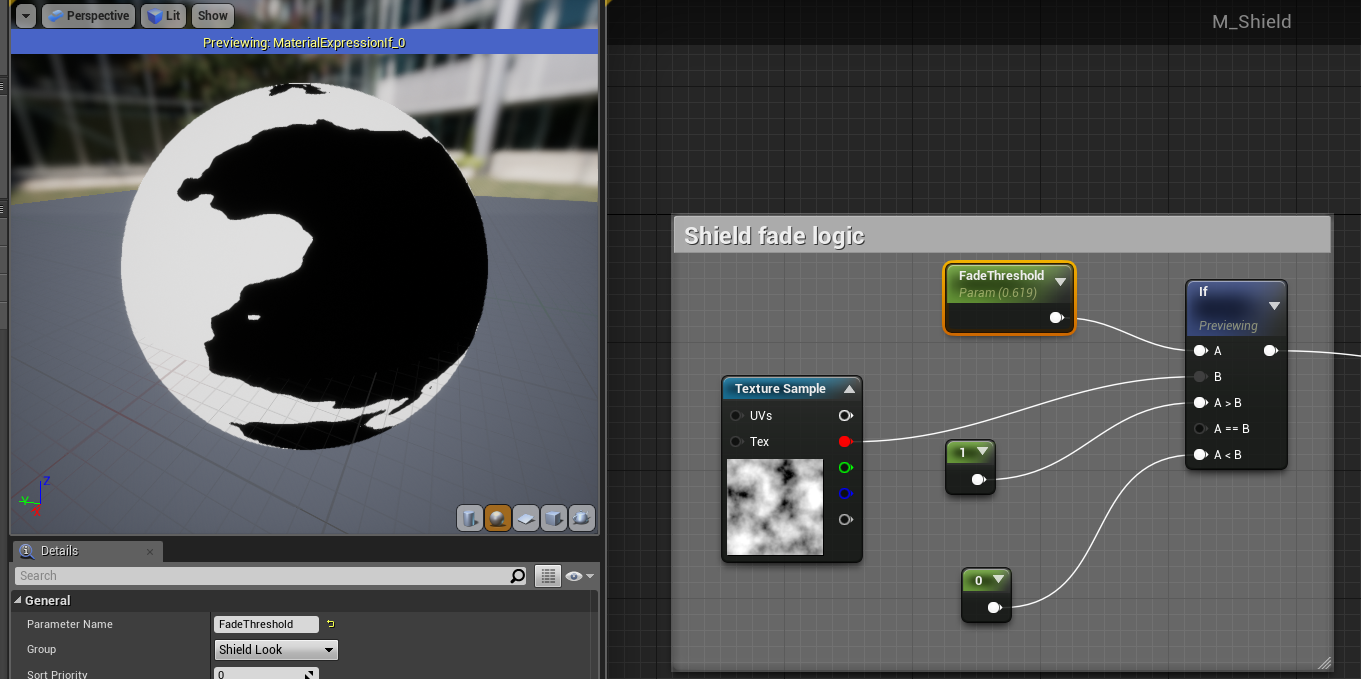 Perspective
Lit
Show
Previewing: MaterialExpressionIf_0
M_Shield
Shield fade logic
FadeThreshold
Param (0.619)
If
Previewing
A
B
A > B
A == B
A < B
Texture Sample
UVs
Tex
1
0
Z
Y
Details
Search
General
Parameter Name
FadeThreshold
Group
Shield Look
Sort Priority
0